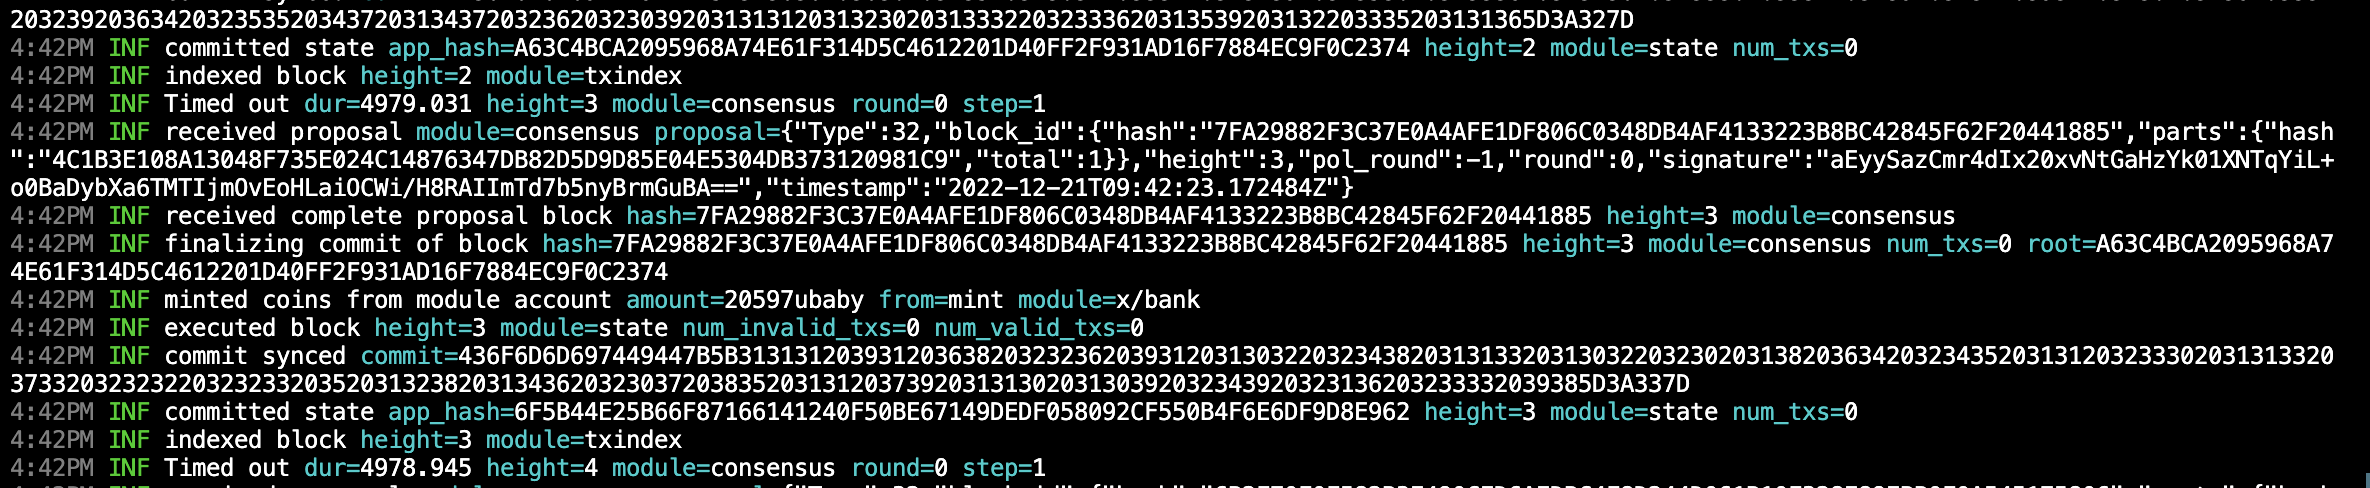 2032392036342032353520343720313437203236203230392031313120313230203133322032333620313539203132203335203131365D3A327D
4:42PM INF committed state app_hash=A63C4BCA2095968A74E61F314D5C4612201D40FF2F931AD16F7884EC9F0C2374 height=2 module=state num_txs=0
4:42PM INF indexed block height=2 module=txindex
4:42PM INF Timed out dur=4979.031 height=3 module=consensus round=0 step=1
4:42PM INF received proposal module=consensus proposal={"Type":32,"block_id":{"hash":"7FA29882F3C37E0A4AFE1DF806C0348DB4AF4133223B8BC42845F62F20441885","parts":{"hash
":"4C1B3E108A13048F735E024C14876347DB82D5D9D85E04E5304DB373120981C9","total":1}},"height":3,"pol_round":-1,"round":0,"signature":"aEyySazCmr4dIx20xvNtGaHzYk01XNTqYiL+
o0BaDybXa6TMTIjmOvEoHLaiOCWi/H8RAIImTd7b5nyBrmGuBA==","timestamp":"2022-12-21T09:42:23.172484Z"}
4:42PM INF received complete proposal block hash=7FA29882F3C37E0A4AFE1DF806C0348DB4AF4133223B8BC42845F62F20441885 height=3 module=consensus
4:42PM INF finalizing commit of block hash=7FA29882F3C37E0A4AFE1DF806C0348DB4AF4133223B8BC42845F62F20441885 height=3 module=consensus num_txs=0 root=A63C4BCA2095968A7
4E61F314D5C4612201D40FF2F931AD16F7884EC9F0C2374
4:42PM INF minted coins from module account amount=20597ubaby from=mint module=x/bank
4:42PM INF executed block height=3 module=state num_invalid_txs=0 num_valid_txs=0
4:42PM INF commit synced commit=436F6D6D697449447B5B313131203931203638203232362039312031303220323438203131332031303220323020313820363420323435203131203233302031313320
37332032323220323233203520313238203134362032303720383520313120373920313130203130392032343920323136203233332039385D3A337D
4:42PM INF committed state app_hash=6F5B44E25B66F87166141240F50BE67149DEDF058092CF550B4F6E6DF9D8E962 height=3 module=state num_txs=0
4:42PM INF indexed block height=3 module=txindex
4:42PM INF Timed out dur=4978.945 height=4 module=consensus round=0 step=1